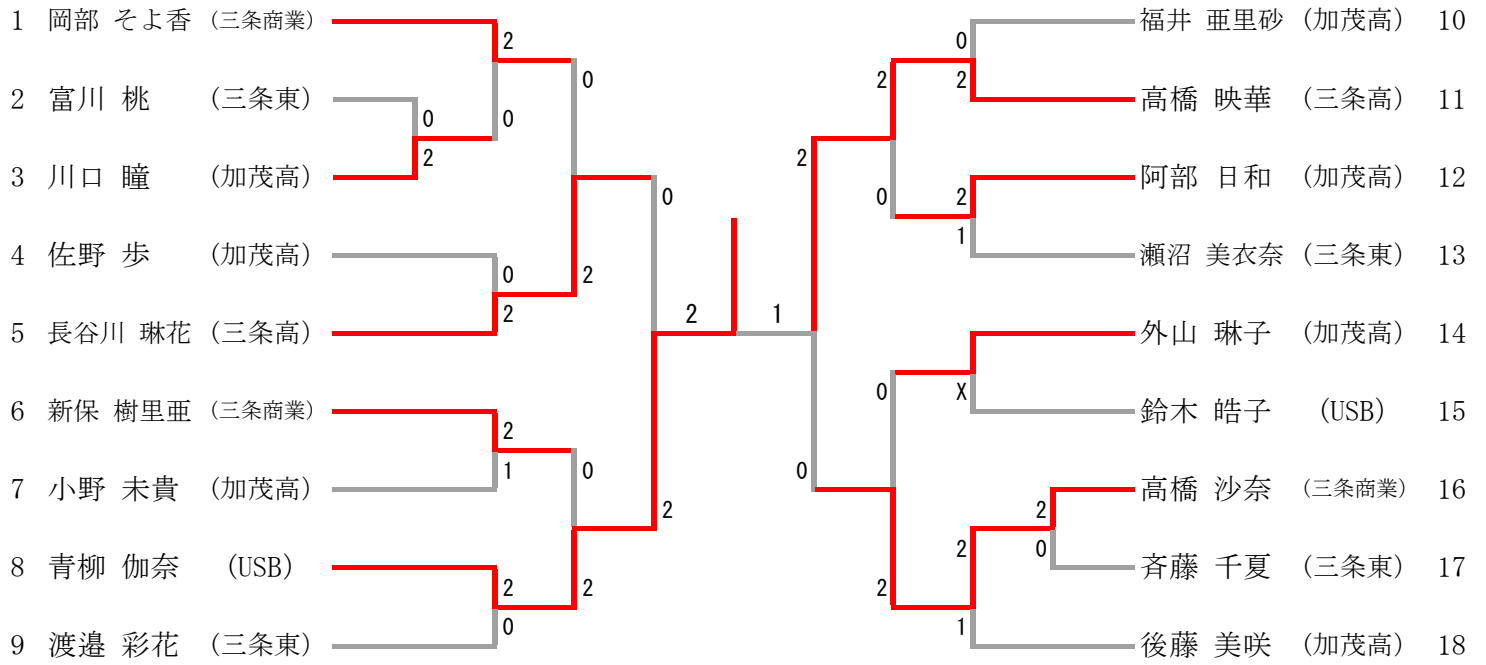 1 岡部 そよ香 (三条商業)
2 富川 桃 (三条東)
3 川口 瞳 (加茂高)
4 佐野 歩 (加茂高)
5 長谷川 琳花 (三条高)
6 新保 樹里亜 (三条商業)
7 小野 未貴 (加茂高)
8 青柳 伽奈 (USB)
9 渡邉 彩花 (三条東)
2
0
0
2
0
2
2
1
2
0
0
2
0
2
0
2
2
1
2
0
2
0
0
2
0
2
2
1
X
2
1
2
0
福井 亜里砂 (加茂高) 10
高橋 映華 (三条高) 11
阿部 日和 (加茂高) 12
瀬沼 美衣奈 (三条東) 13
外山 琳子 (加茂高) 14
鈴木 皓子 (USB) 15
高橋 沙奈 (三条商業) 16
斉藤 千夏 (三条東) 17
後藤 美咲 (加茂高) 18